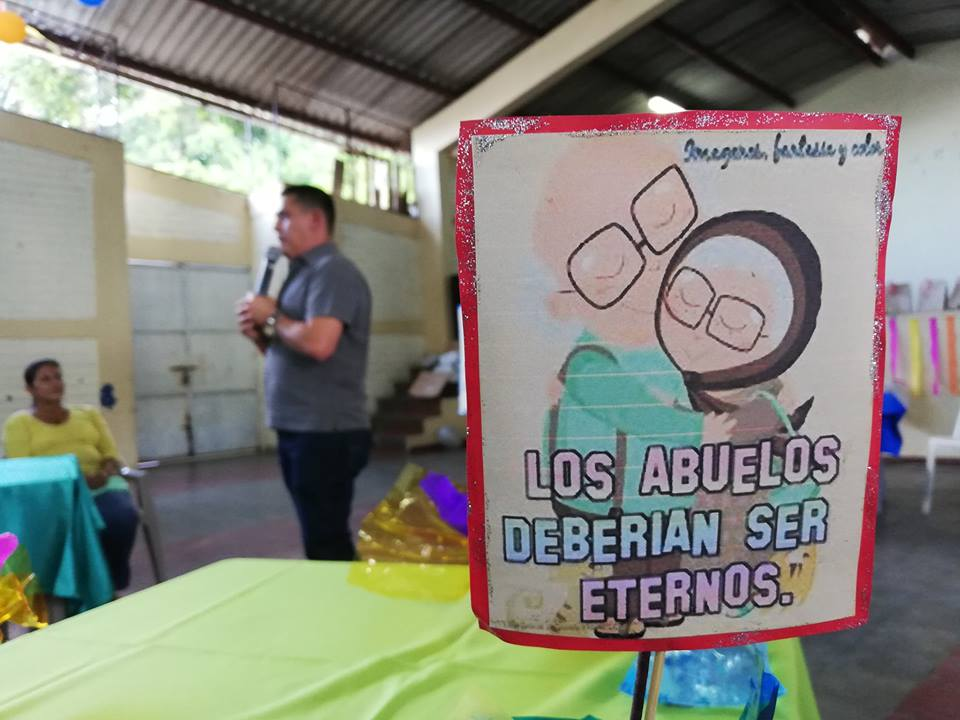 Imagenes, fantasia y color
LOS ABUELOS
DEBERIAN SER
ETERNOS."